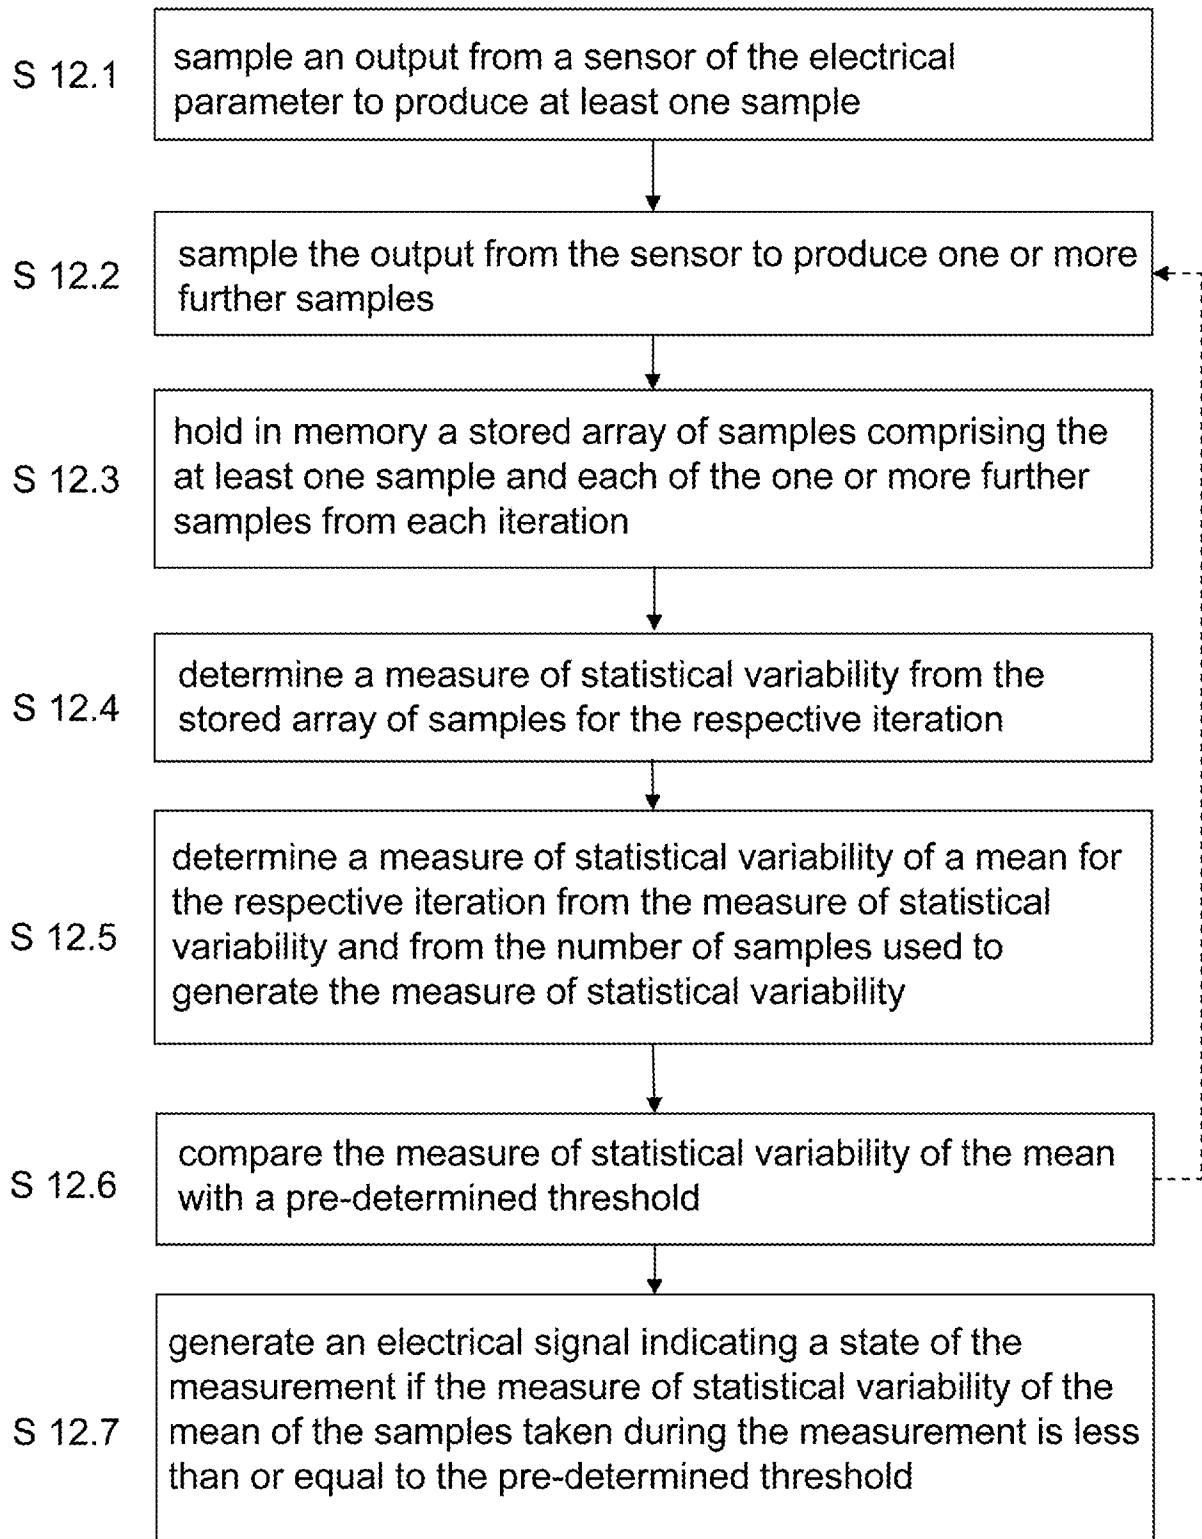 S 12.1
sample an output from a sensor of the electrical
parameter to produce at least one sample
S 12.2
sample the output from the sensor to produce one or more
further samples
S 12.3
hold in memory a stored array of samples comprising the
at least one sample and each of the one or more further
samples from each iteration
S 12.4
determine a measure of statistical variability from the
stored array of samples for the respective iteration
S 12.5
determine a measure of statistical variability of a mean for
the respective iteration from the measure of statistical
variability and from the number of samples used to
generate the measure of statistical variability
S 12.6
compare the measure of statistical variability of the mean
with a pre-determined threshold
S 12.7
generate an electrical signal indicating a state of the
measurement if the measure of statistical variability of the
mean of the samples taken during the measurement is less
than or equal to the pre-determined threshold